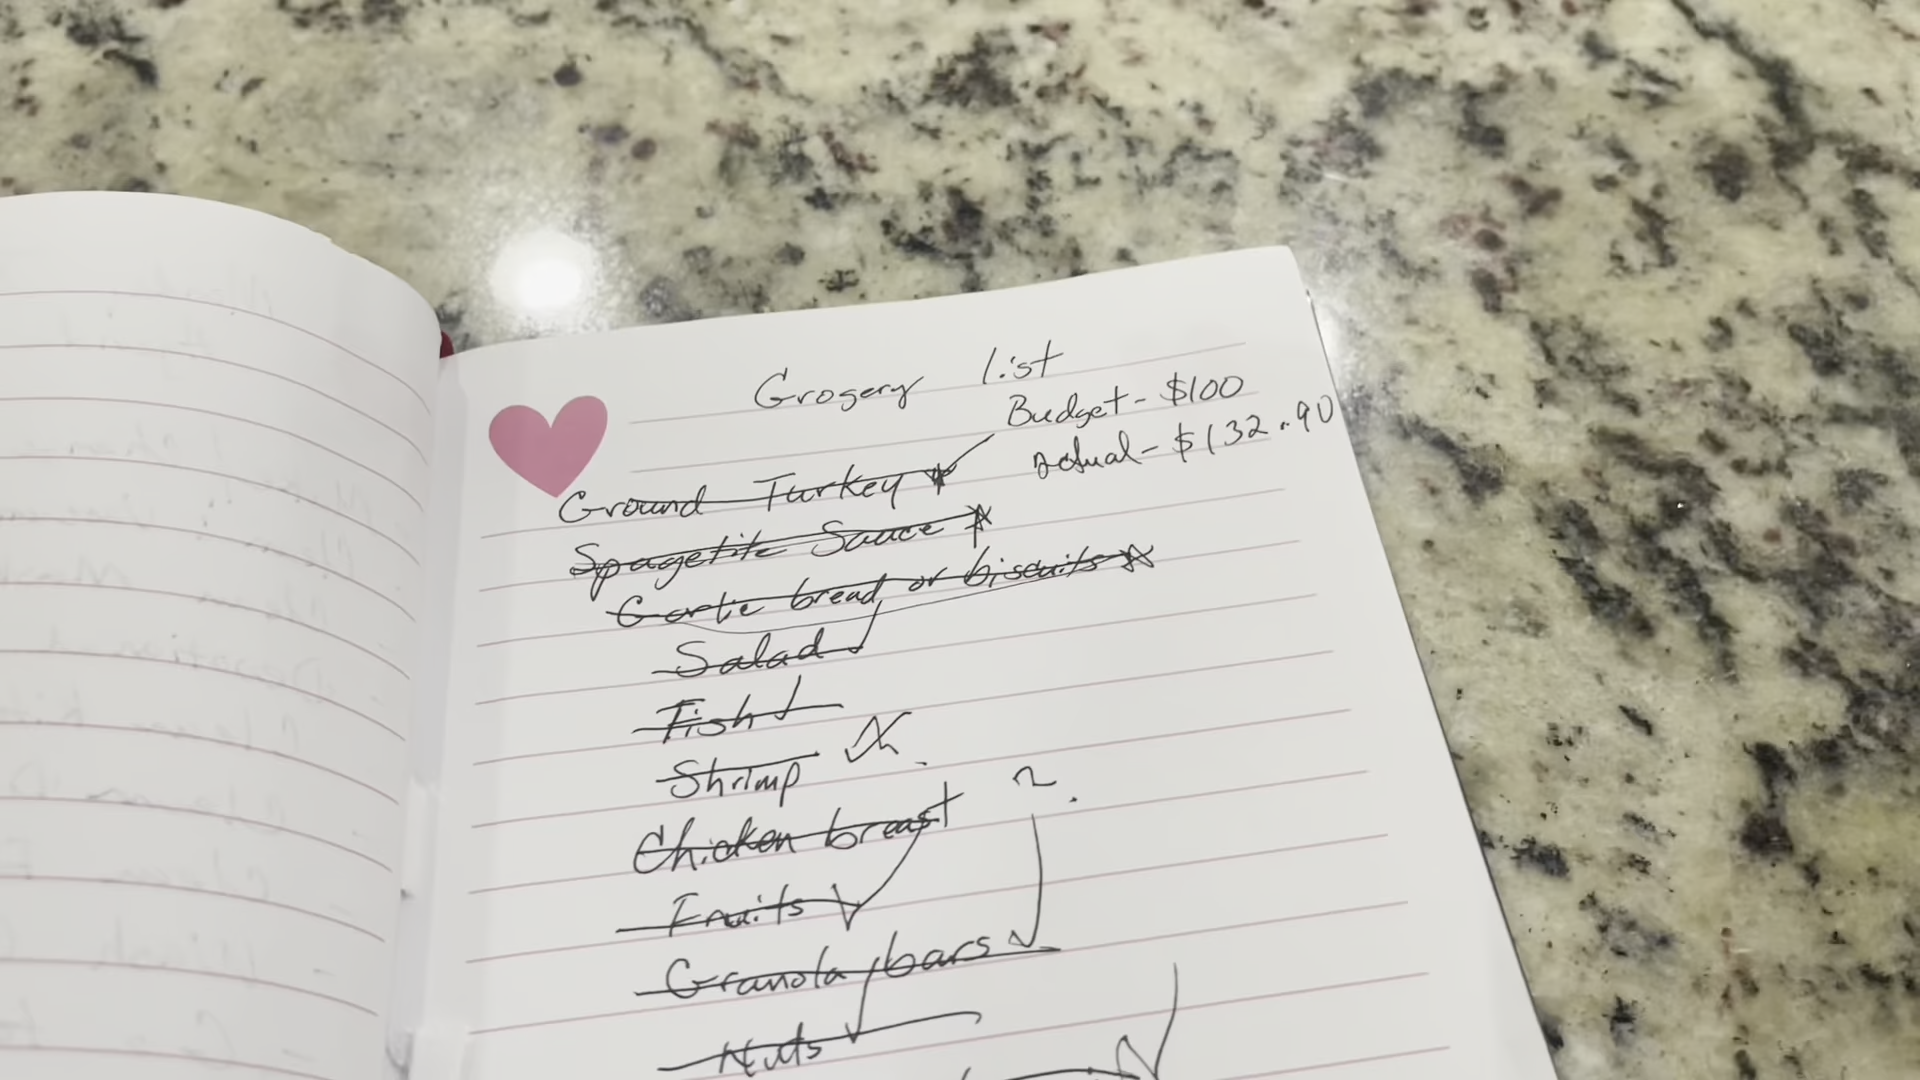 Grogery list
Budget - $100
Actual - $132.90
Ground Turkey
Spagetite Sauce
Garlic bread or biscuits
Salad
Fish
Shrimp
Chicken breast
Fruits
Granola bars
Nuts